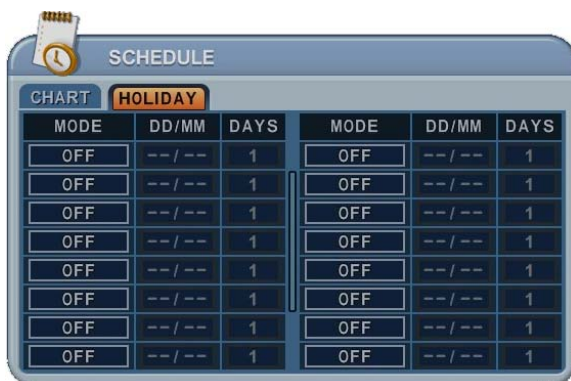 SCHEDULE
CHART HOLIDAY
MODE DD/MM DAYS MODE DD/MM DAYS
OFF --/-- 1 OFF --/-- 1
OFF --/-- 1 OFF --/-- 1
OFF --/-- 1 OFF --/-- 1
OFF --/-- 1 OFF --/-- 1
OFF --/-- 1 OFF --/-- 1
OFF --/-- 1 OFF --/-- 1
OFF --/-- 1 OFF --/-- 1
OFF --/-- 1 OFF --/-- 1